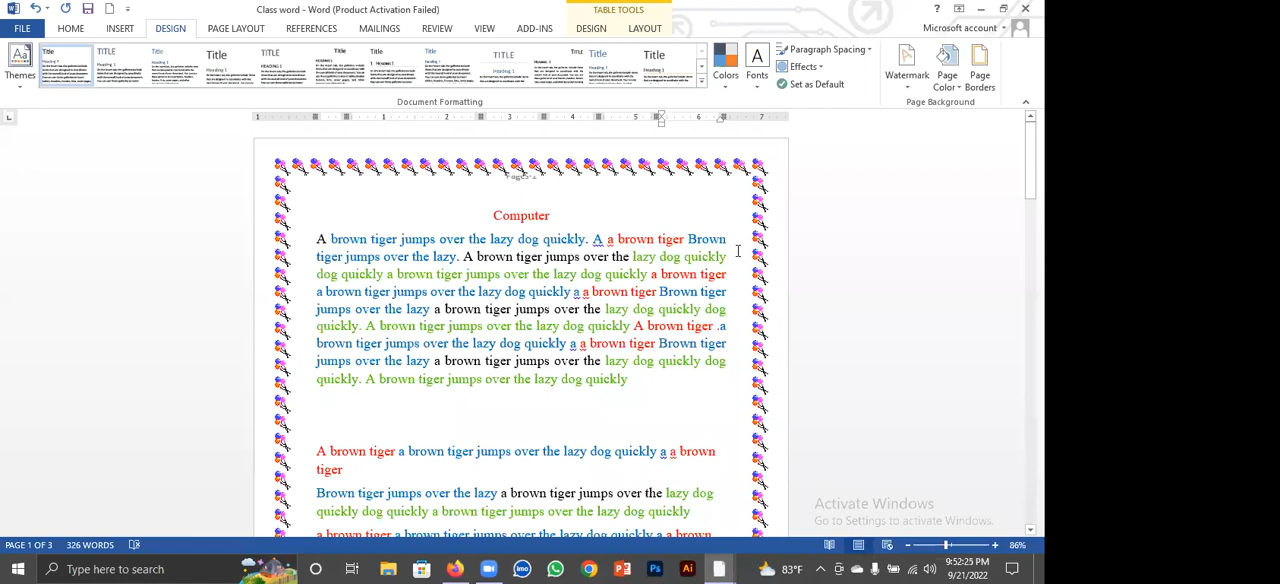 Class word - Word (Product Activation Failed)
TABLE TOOLS
FILE HOME INSERT DESIGN PAGE LAYOUT REFERENCES MAILINGS REVIEW VIEW ADD-INS DESIGN LAYOUT
Microsoft account
Themes
Colors
Fonts
Paragraph Spacing
Effects
Set as Default
Watermark
Page Color
Page Borders
Document Formatting
Page Background
Computer
A brown tiger jumps over the lazy dog quickly. A a brown tiger Brown
tiger jumps over the lazy. A brown tiger jumps over the lazy dog quickly
dog quickly a brown tiger jumps over the lazy dog quickly a brown tiger
a brown tiger jumps over the lazy dog quickly a a brown tiger Brown tiger
jumps over the lazy a brown tiger jumps over the lazy dog quickly dog
quickly. A brown tiger jumps over the lazy dog quickly A brown tiger .a
brown tiger jumps over the lazy dog quickly a a brown tiger Brown tiger
jumps over the lazy a brown tiger jumps over the lazy dog quickly dog
quickly. A brown tiger jumps over the lazy dog quickly
A brown tiger a brown tiger jumps over the lazy dog quickly a a brown
tiger
Brown tiger jumps over the lazy a brown tiger jumps over the lazy dog
quickly dog quickly a brown tiger jumps over the lazy dog quickly
a brown tiger a brown tiger jumps over the lazy dog quickly a a brown
Activate Windows
Go to Settings to activate Windows.
PAGE 1 OF 3 326 WORDS
86%
Type here to search
83°F
9:52:25 PM
9/21/2022